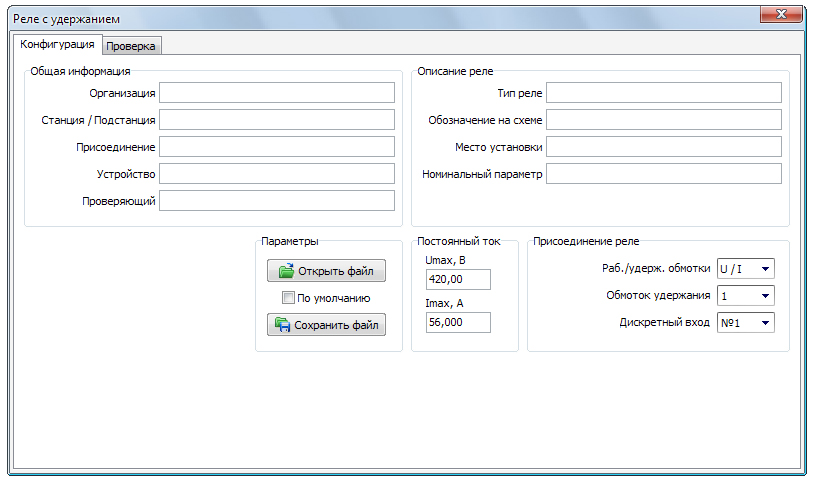 Реле с удержанием
Конфигурация Проверка
Общая информация
Организация
Станция / Подстанция
Присоединение
Устройство
Проверяющий
Описание реле
Тип реле
Обозначение на схеме
Место установки
Номинальный параметр
Параметры
Открыть файл
По умолчанию
Сохранить файл
Постоянный ток
Umax, В
420,00
Imax, А
56,000
Присоединение реле
Раб./удерж. обмотки U / I
Обмоток удержания 1
Дискретный вход №1